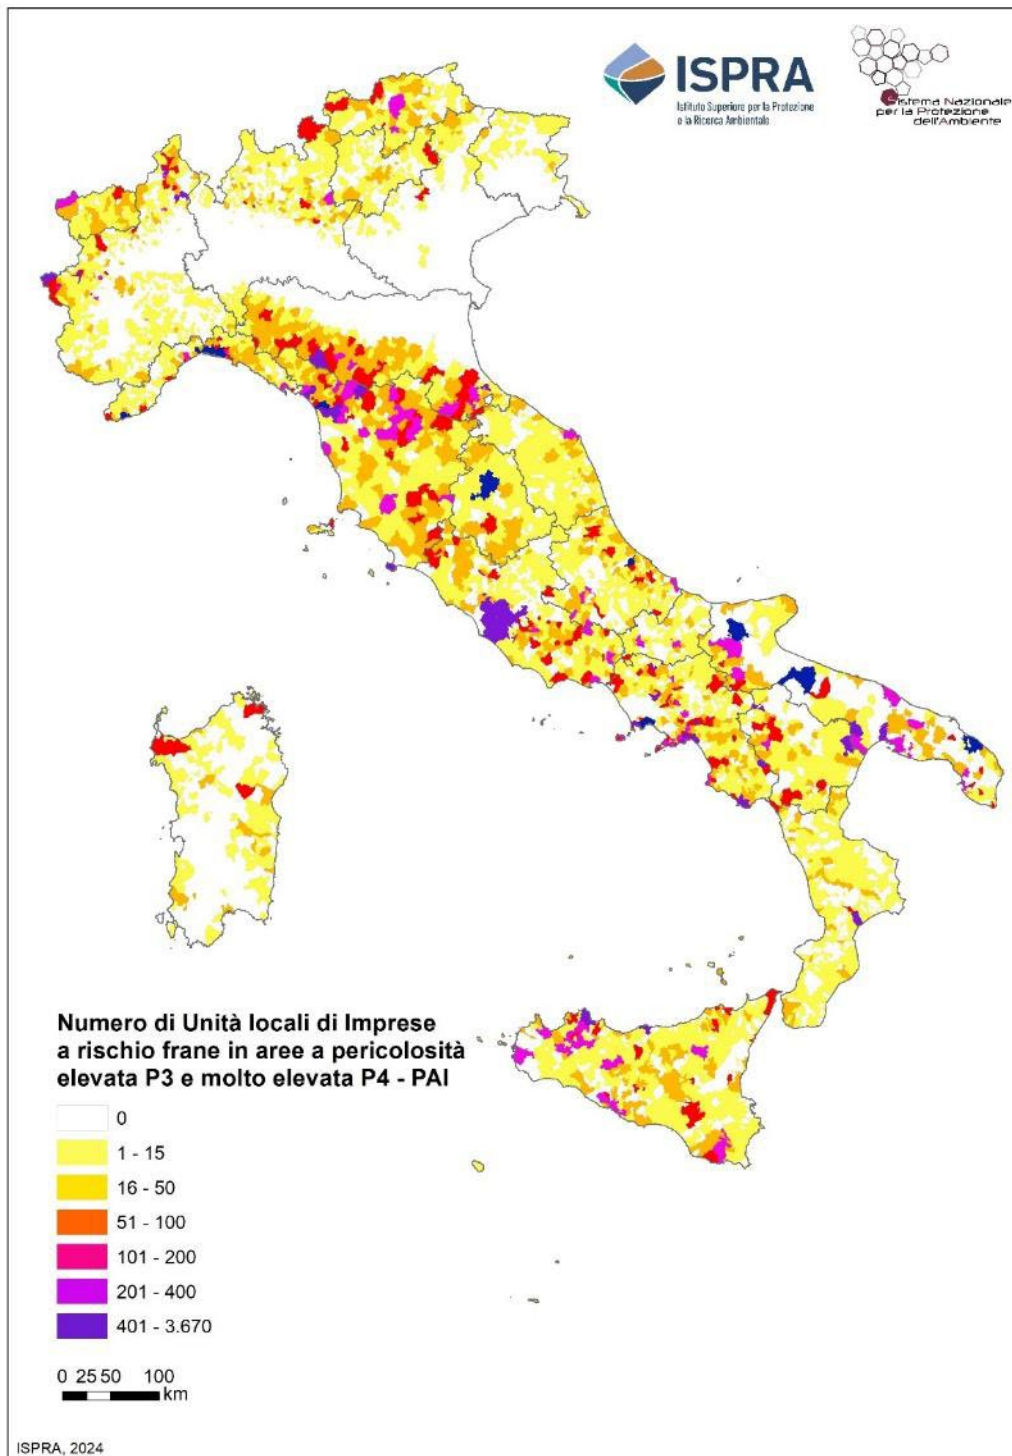 ISPRA
Istituto Superiore per la Protezione
e la Ricerca Ambientale
Sistema Nazionale
per la Protezione
dell'Ambiente
Numero di Unità locali di Imprese
a rischio frane in aree a pericolosità
elevata P3 e molto elevata P4 - PAI
0
1 - 15
16 - 50
51 - 100
101 - 200
201 - 400
401 - 3.670
0 25 50 100
km
ISPRA, 2024